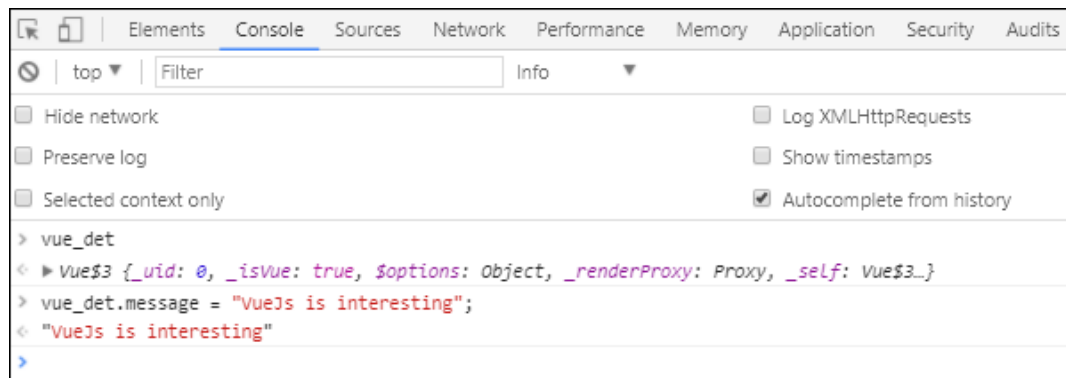 Elements Console Sources Network Performance Memory Application Security Audits
top ▼ Filter Info ▼
Hide network Log XMLHttpRequests
Preserve log Show timestamps
Selected context only Autocomplete from history
> vue_det
<· ▶ Vue$3 {_uid: 0, _isVue: true, $options: Object, _renderProxy: Proxy, _self: Vue$3…}
> vue_det.message = "VueJs is interesting";
<· "VueJs is interesting"
>